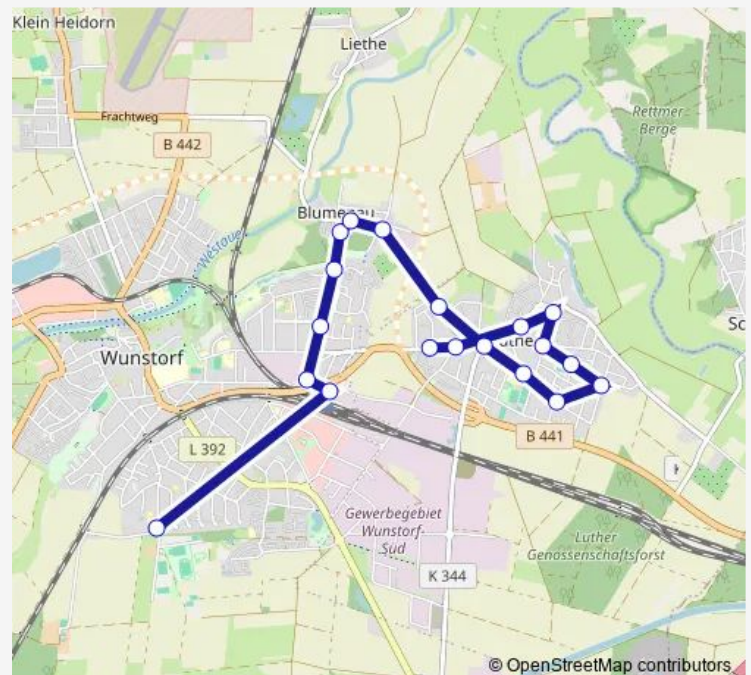 Klein Heidorn
Liethe
Frachtweg
B 442
Rettmer
Berge
Westaue
Wunstorf
L 392
B 441
Gewerbegebiet
Wunstorf-
Süd
Luther
Genossenschaftsforst
K 344
© OpenStreetMap contributors